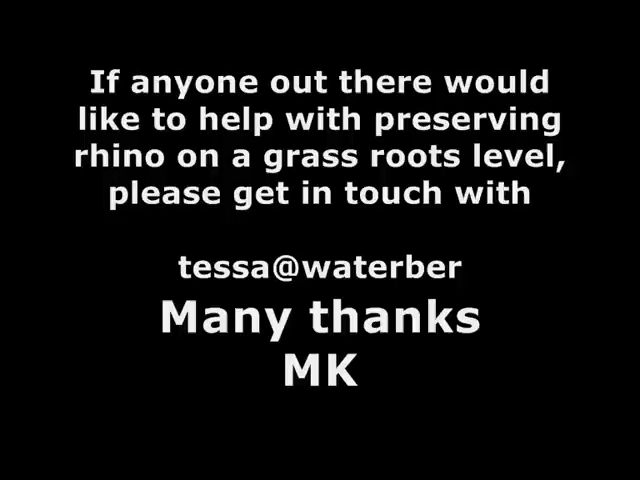 If anyone out there would
like to help with preserving
rhino on a grass roots level,
please get in touch with
tessa@waterber
Many thanks
MK